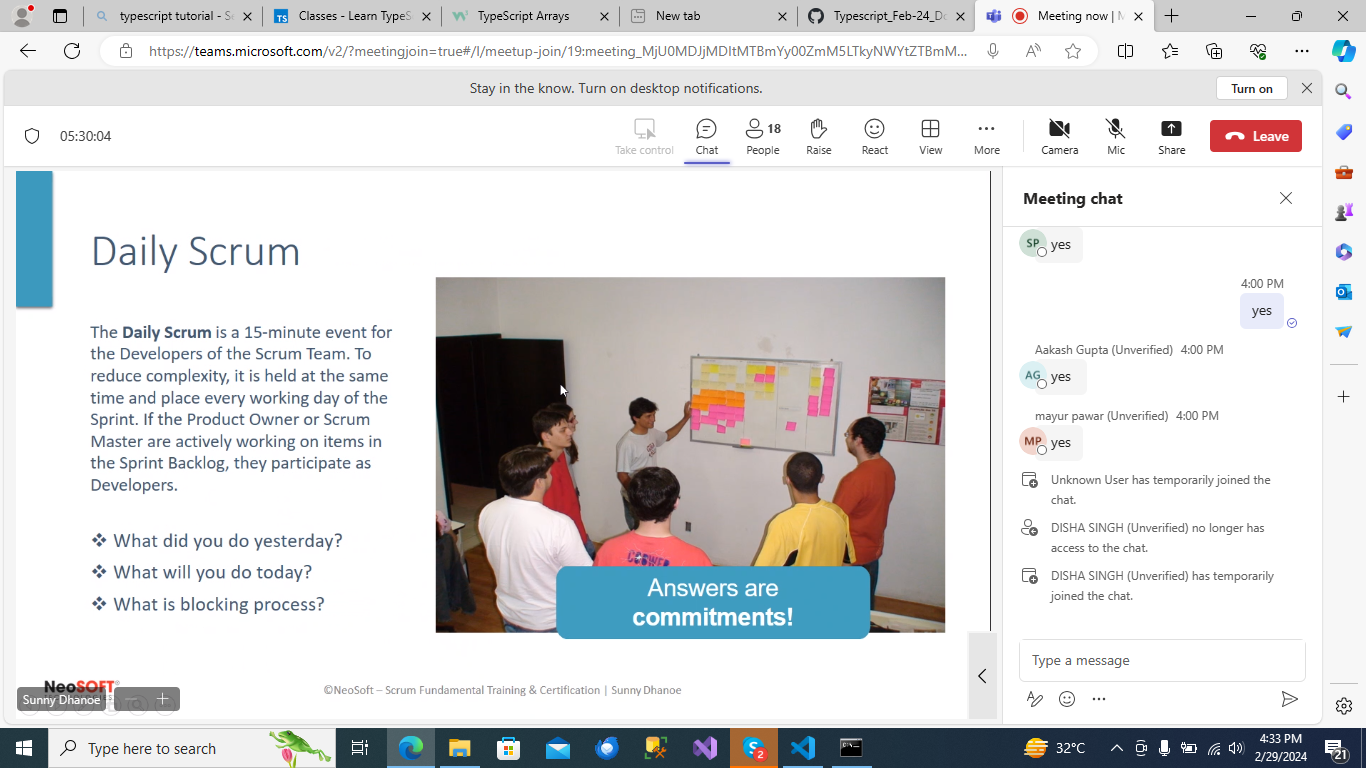 typescript tutorial - Se
Classes - Learn TypeS
TypeScript Arrays
New tab
Typescript_Feb-24_Do
Meeting now | M
https://teams.microsoft.com/v2/?meetingjoin=true#/l/meetup-join/19:meeting_MjU0MDJjMDItMTBmYy00ZmM5LTkyNWYtZTBmM...
Stay in the know. Turn on desktop notifications.
Turn on
05:30:04
Take control
Chat
18
People
Raise
React
View
More
Camera
Mic
Share
Leave
Daily Scrum
The Daily Scrum is a 15-minute event for
the Developers of the Scrum Team. To
reduce complexity, it is held at the same
time and place every working day of the
Sprint. If the Product Owner or Scrum
Master are actively working on items in
the Sprint Backlog, they participate as
Developers.
❖ What did you do yesterday?
❖ What will you do today?
❖ What is blocking process?
Answers are
commitments!
NeoSOFT
Sunny Dhanoe
©NeoSoft – Scrum Fundamental Training & Certification | Sunny Dhanoe
Meeting chat
SP yes
4:00 PM
yes
Aakash Gupta (Unverified) 4:00 PM
AG yes
mayur pawar (Unverified) 4:00 PM
MP yes
Unknown User has temporarily joined the
chat.
DISHA SINGH (Unverified) no longer has
access to the chat.
DISHA SINGH (Unverified) has temporarily
joined the chat.
Type a message
Type here to search
2
32°C
4:33 PM
2/29/2024
21